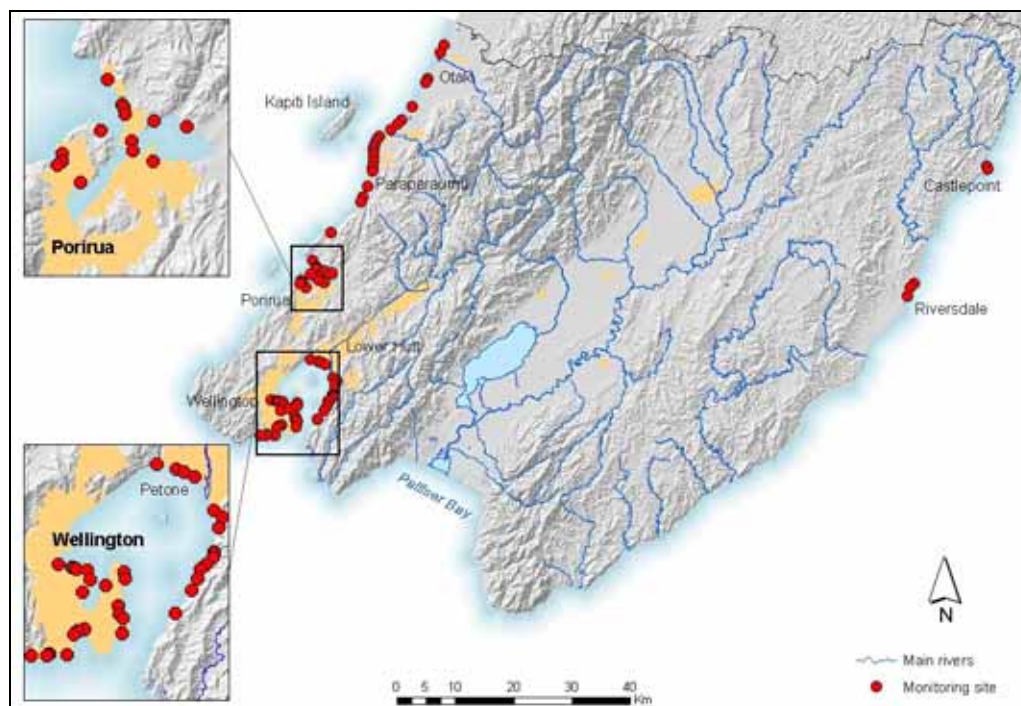 Otaki
Kapiti Island
Paraparaumu
Castlepoint
Porirua
Porirua
Riversdale
Lower Hutt
Wellington
Petone
Wellington
Palliser Bay
N
0 5 10 20 30 40
Km
Main rivers
Monitoring site